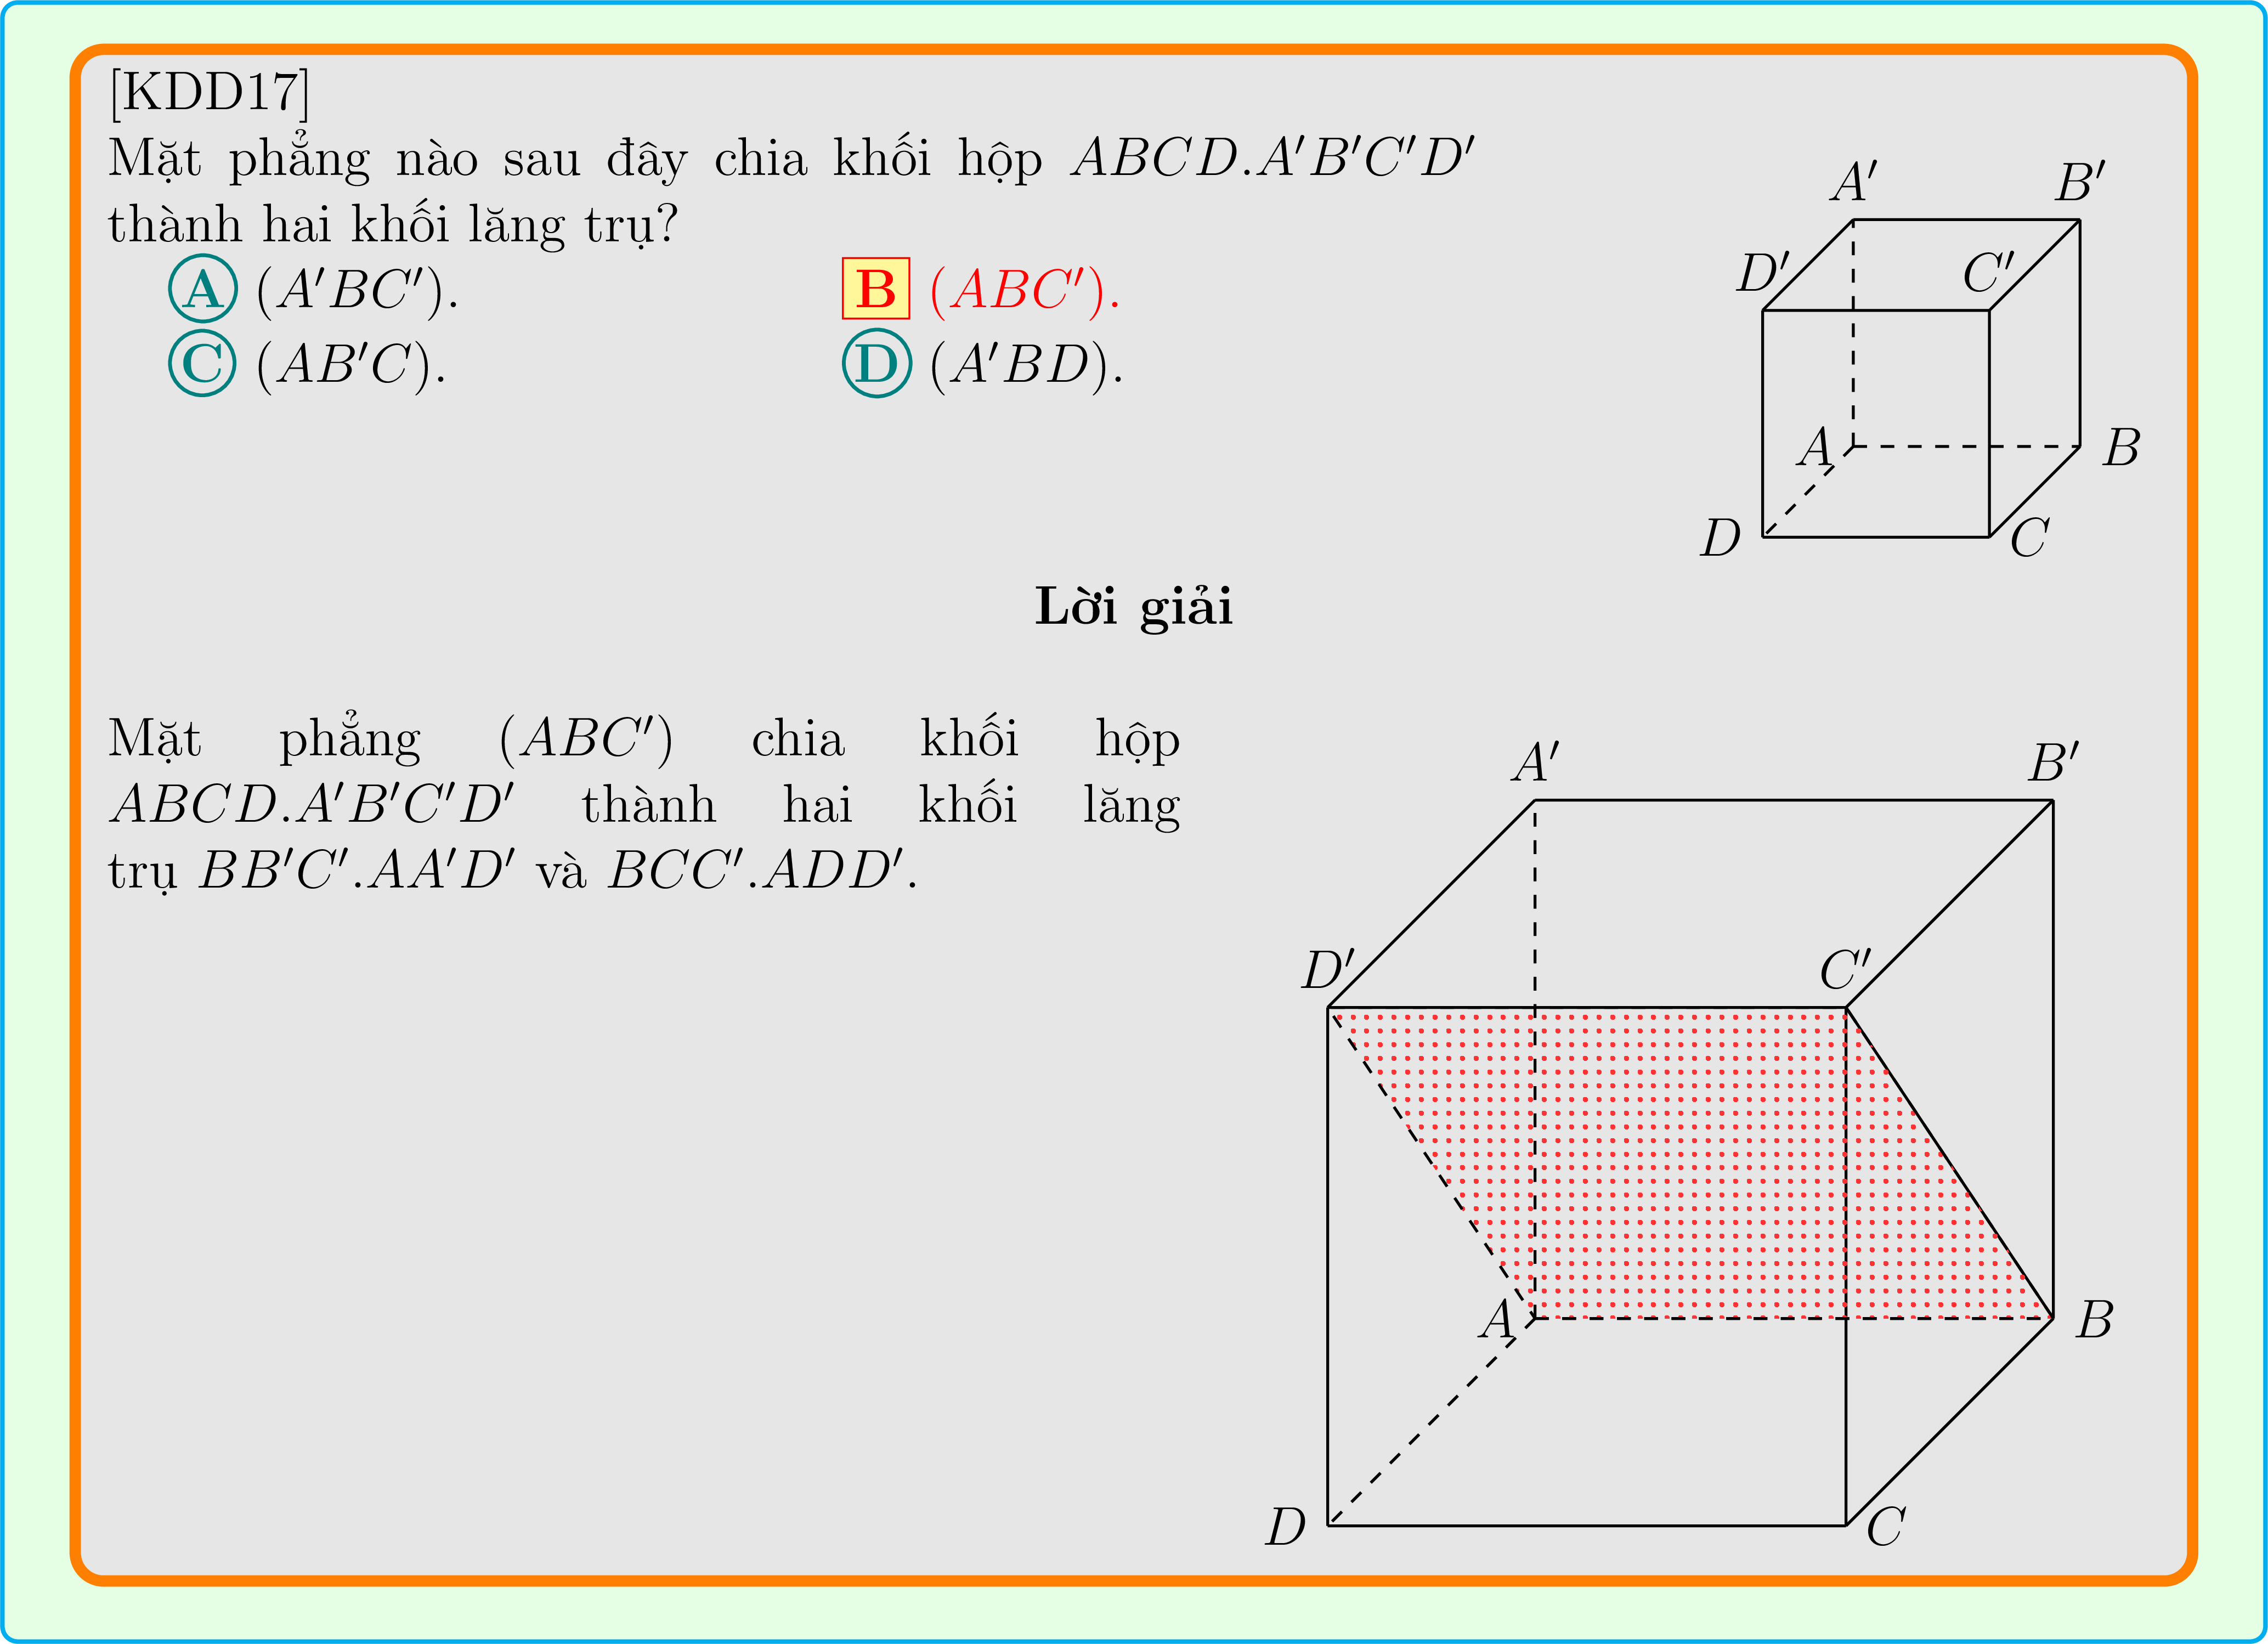 [KDD17]
Mặt phẳng nào sau đây chia khối hộp ABCD.A′B′C′D′
thành hai khối lăng trụ?
A (A′BC′). B (ABC′).
C (AB′C). D (A′BD).
A′ B′
D′ C′
A B
D C
Lời giải
Mặt phẳng (ABC′) chia khối hộp
ABCD.A′B′C′D′ thành hai khối lăng
trụ BB′C′.AA′D′ và BCC′.ADD′.
A′ B′
D′ C′
A B
D C